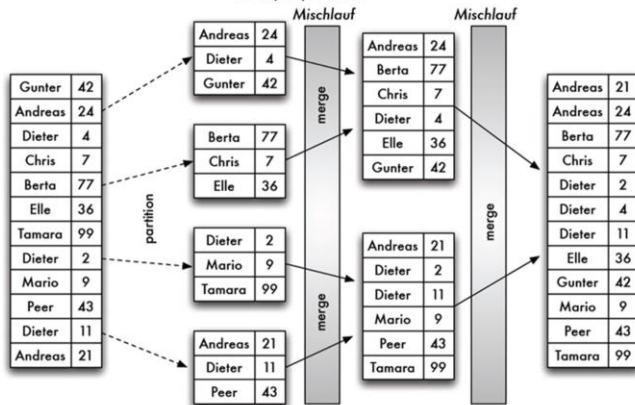 Mischlauf
Mischlauf
Gunter 42
Andreas 24
Dieter 4
Chris 7
Berta 77
Elle 36
Tamara 99
Dieter 2
Mario 9
Peer 43
Dieter 11
Andreas 21
partition
Andreas 24
Dieter 4
Gunter 42
Berta 77
Chris 7
Elle 36
Dieter 2
Mario 9
Tamara 99
Andreas 21
Dieter 11
Peer 43
merge
merge
Andreas 24
Berta 77
Chris 7
Dieter 4
Elle 36
Gunter 42
Andreas 21
Dieter 2
Dieter 11
Mario 9
Peer 43
Tamara 99
merge
Andreas 21
Andreas 24
Berta 77
Chris 7
Dieter 2
Dieter 4
Dieter 11
Elle 36
Gunter 42
Mario 9
Peer 43
Tamara 99